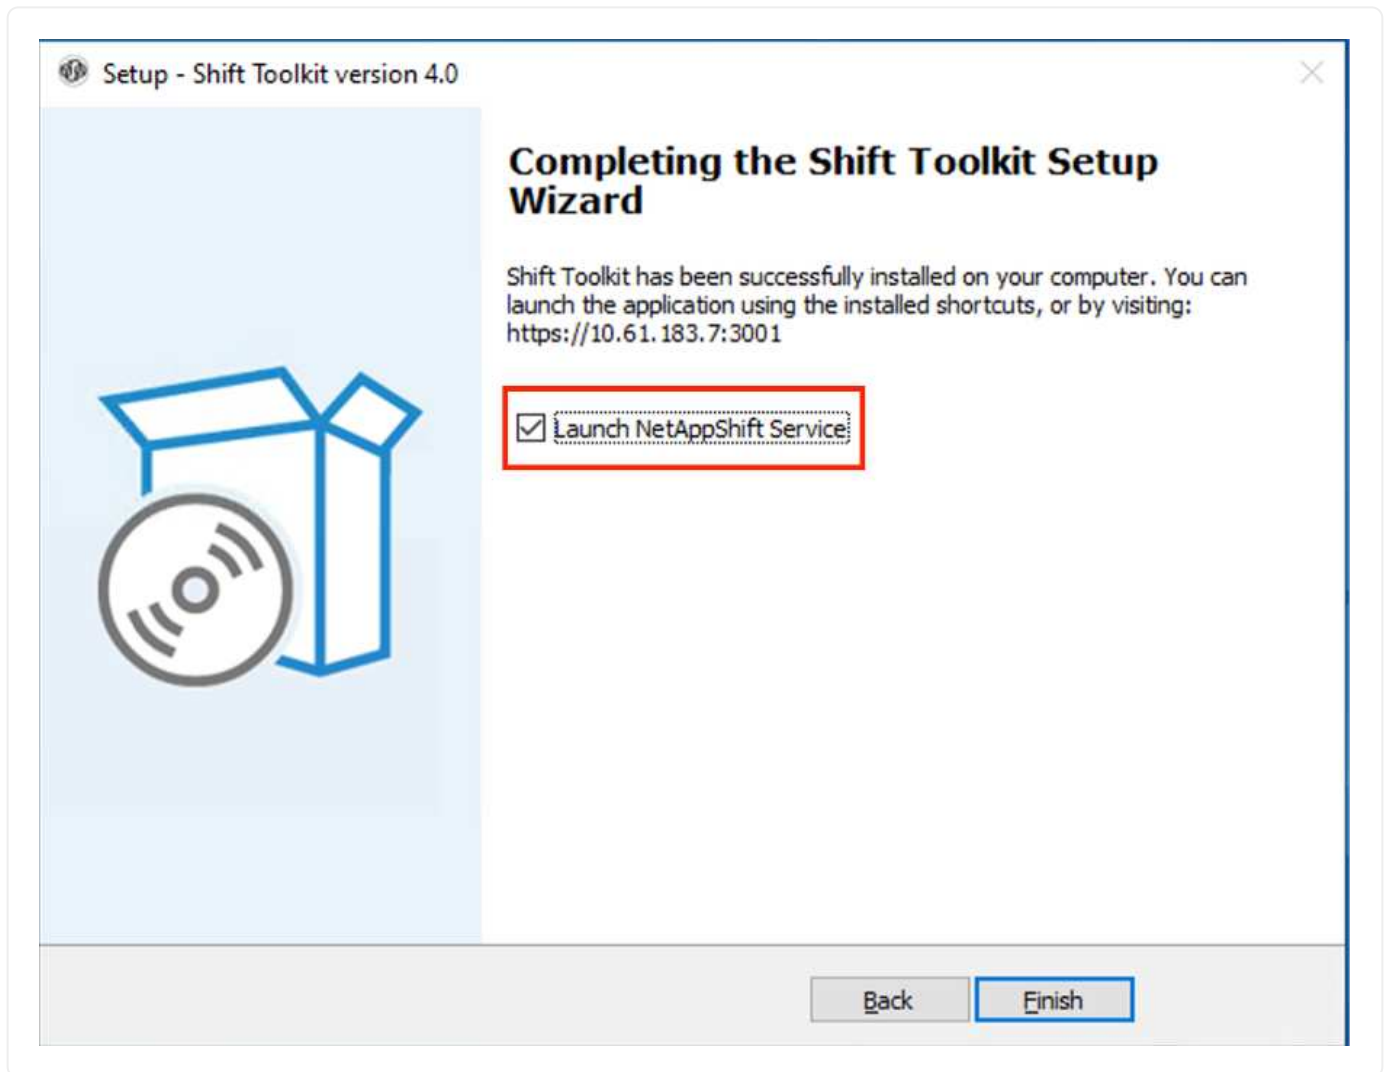 Setup - Shift Toolkit version 4.0
Completing the Shift Toolkit Setup
Wizard
Shift Toolkit has been successfully installed on your computer. You can
launch the application using the installed shortcuts, or by visiting:
https://10.61.183.7:3001
Launch NetAppShift Service
Back
Finish